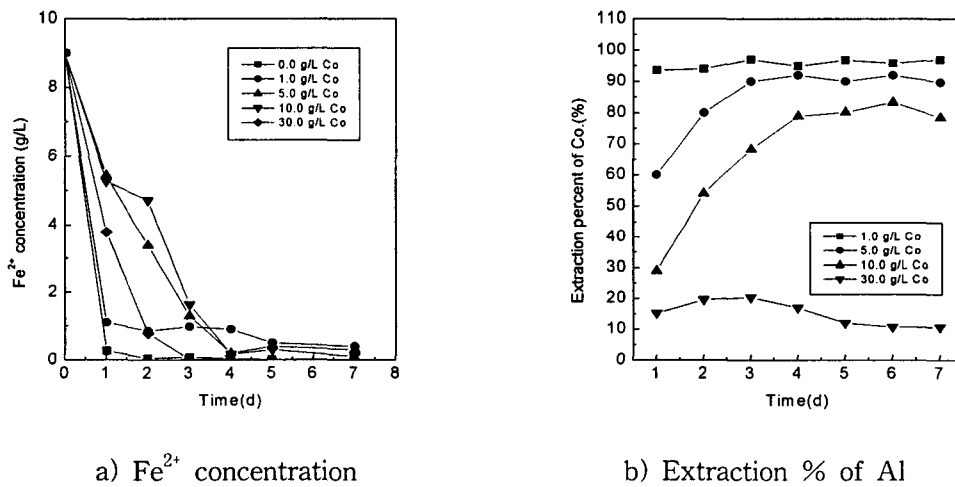 10
8
6
4
2
0
Fe²⁺ concentration (g/L)
0.0 g/L Co
1.0 g/L Co
5.0 g/L Co
10.0 g/L Co
30.0 g/L Co
0 1 2 3 4 5 6 7 8
Time(d)
a) Fe²⁺ concentration
110
100
90
80
70
60
50
40
30
20
10
0
Extraction percent of Co.(%)
1.0 g/L Co
5.0 g/L Co
10.0 g/L Co
30.0 g/L Co
1 2 3 4 5 6 7
Time(d)
b) Extraction % of Al